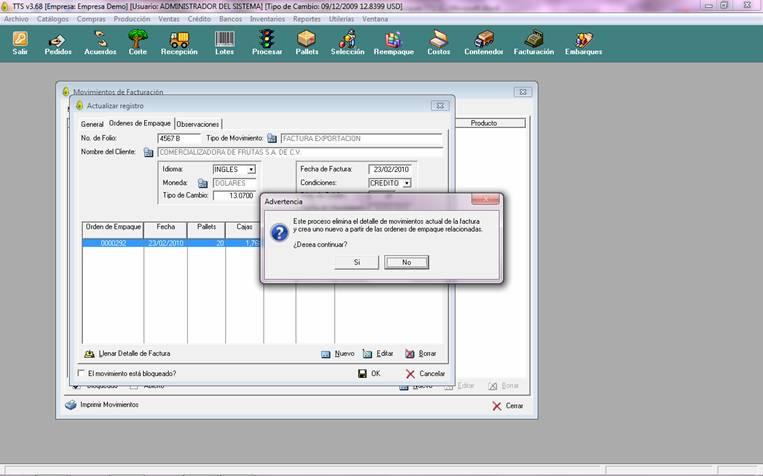 TTS v3.68 [Empresa: Empresa Demo] [Usuario: ADMINISTRADOR DEL SISTEMA] [Tipo de Cambio: 09/12/2009 12.8399 USD]
Archivo Catálogos Compras Producción Ventas Crédito Bancos Inventarios Reportes Utilerías Ventana
Salir Pedidos Acuerdos Corte Recepción Lotes Procesar Pallets Selección Reempaque Costos Contenedor Facturación Embarques
Movimientos de Facturación
Actualizar registro
General Ordenes de Empaque Observaciones
Producto
No. de Folio: 4567 B Tipo de Movimiento: FACTURA EXPORTACION
Nombre del Cliente: COMERCIALIZADORA DE FRUTAS S.A. DE C.V.
Idioma: INGLES Fecha de Factura: 23/02/2010
Moneda: DOLARES Condiciones: CREDITO
Tipo de Cambio: 13.0700
Advertencia
Este proceso elimina el detalle de movimientos actual de la factura
y crea uno nuevo a partir de las ordenes de empaque relacionadas.
¿Desea continuar?
Si No
Orden de Empaque Fecha Pallets Cajas
0000292 23/02/2010 20
Llenar Detalle de Factura Nuevo Editar Borrar
El movimiento está bloqueado? OK Cancelar
Editar Borrar
Imprimir Movimientos Cerrar